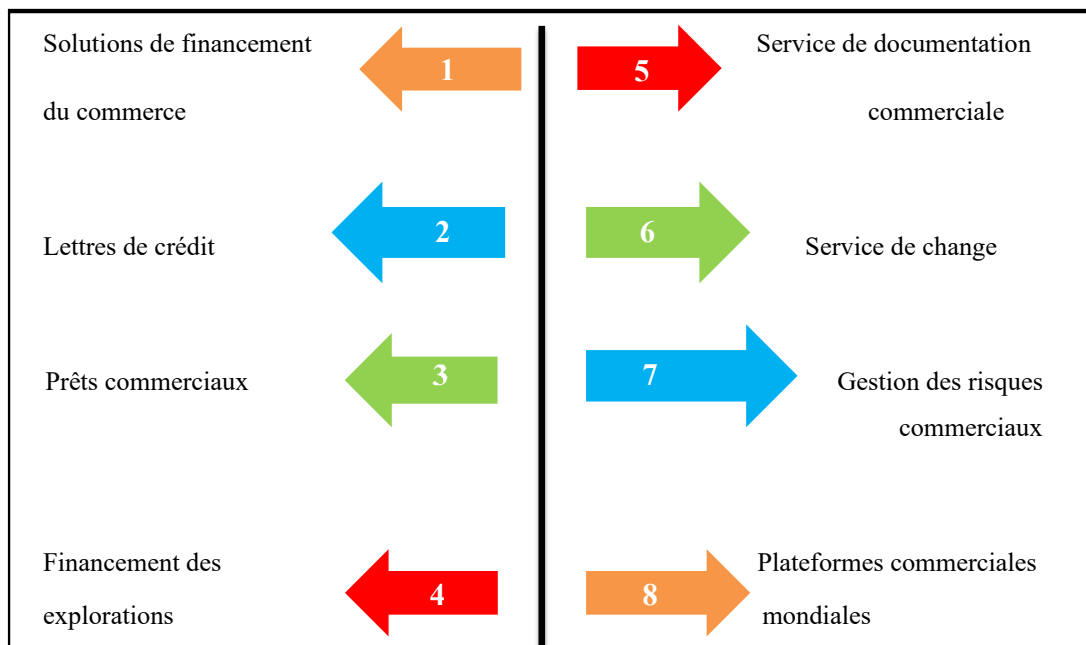 Solutions de financement
du commerce
1
Lettres de crédit
2
Prêts commerciaux
3
Financement des
explorations
4
5
Service de documentation
commerciale
6
Service de change
7
Gestion des risques
commerciaux
8
Plateformes commerciales
mondiales